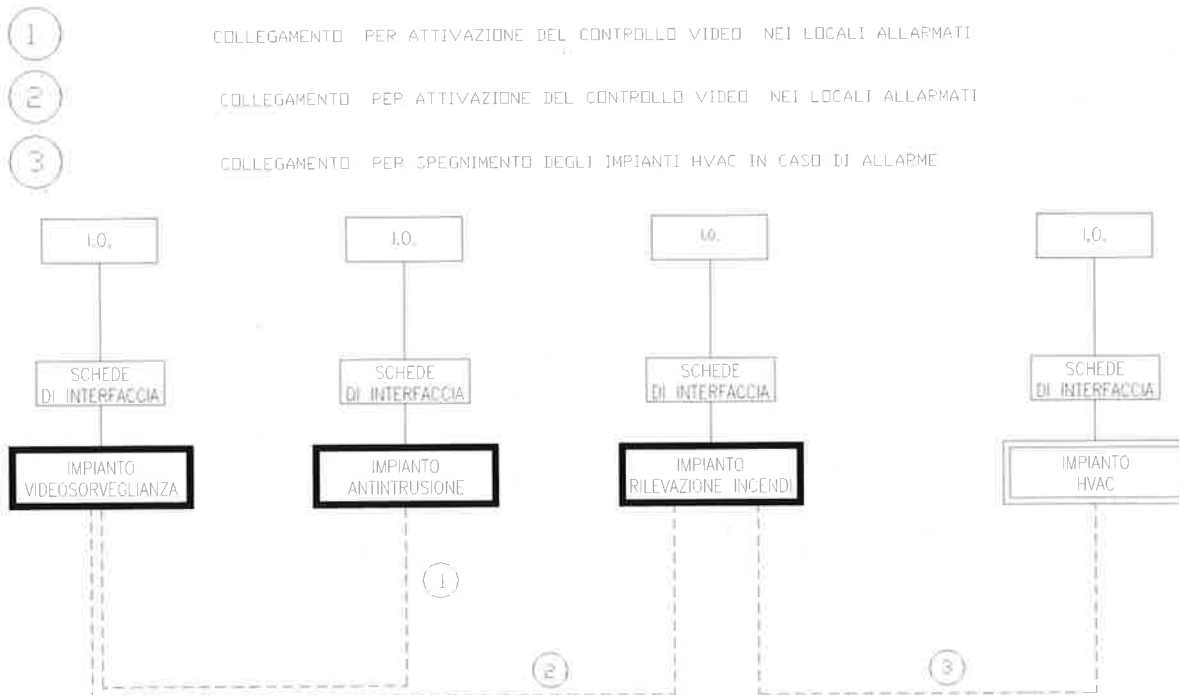 1 COLLEGAMENTO PER ATTIVAZIONE DEL CONTROLLO VIDEO NEI LOCALI ALLARMATI
2 COLLEGAMENTO PER ATTIVAZIONE DEL CONTROLLO VIDEO NEI LOCALI ALLARMATI
3 COLLEGAMENTO PER SPEGNIMENTO DEGLI IMPIANTI HVAC IN CASO DI ALLARME
I.O. I.O. I.O. I.O.
SCHEDE
DI INTERFACCIA
SCHEDE
DI INTERFACCIA
SCHEDE
DI INTERFACCIA
SCHEDE
DI INTERFACCIA
IMPIANTO
VIDEOSORVEGLIANZA
IMPIANTO
ANTINTRUSIONE
IMPIANTO
RILEVAZIONE INCENDI
IMPIANTO
HVAC
1
2
3